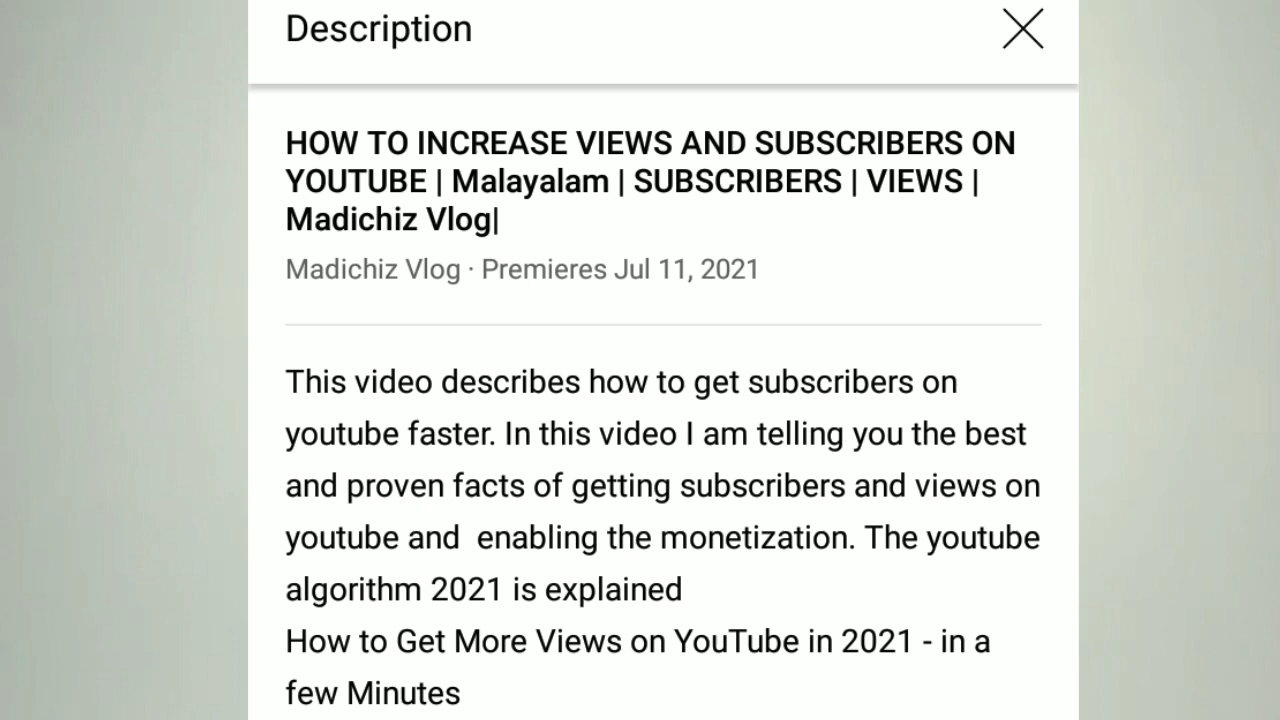 Description
HOW TO INCREASE VIEWS AND SUBSCRIBERS ON
YOUTUBE | Malayalam | SUBSCRIBERS | VIEWS |
Madichiz Vlog|
Madichiz Vlog · Premieres Jul 11, 2021
This video describes how to get subscribers on
youtube faster. In this video I am telling you the best
and proven facts of getting subscribers and views on
youtube and  enabling the monetization. The youtube
algorithm 2021 is explained
How to Get More Views on YouTube in 2021 - in a
few Minutes